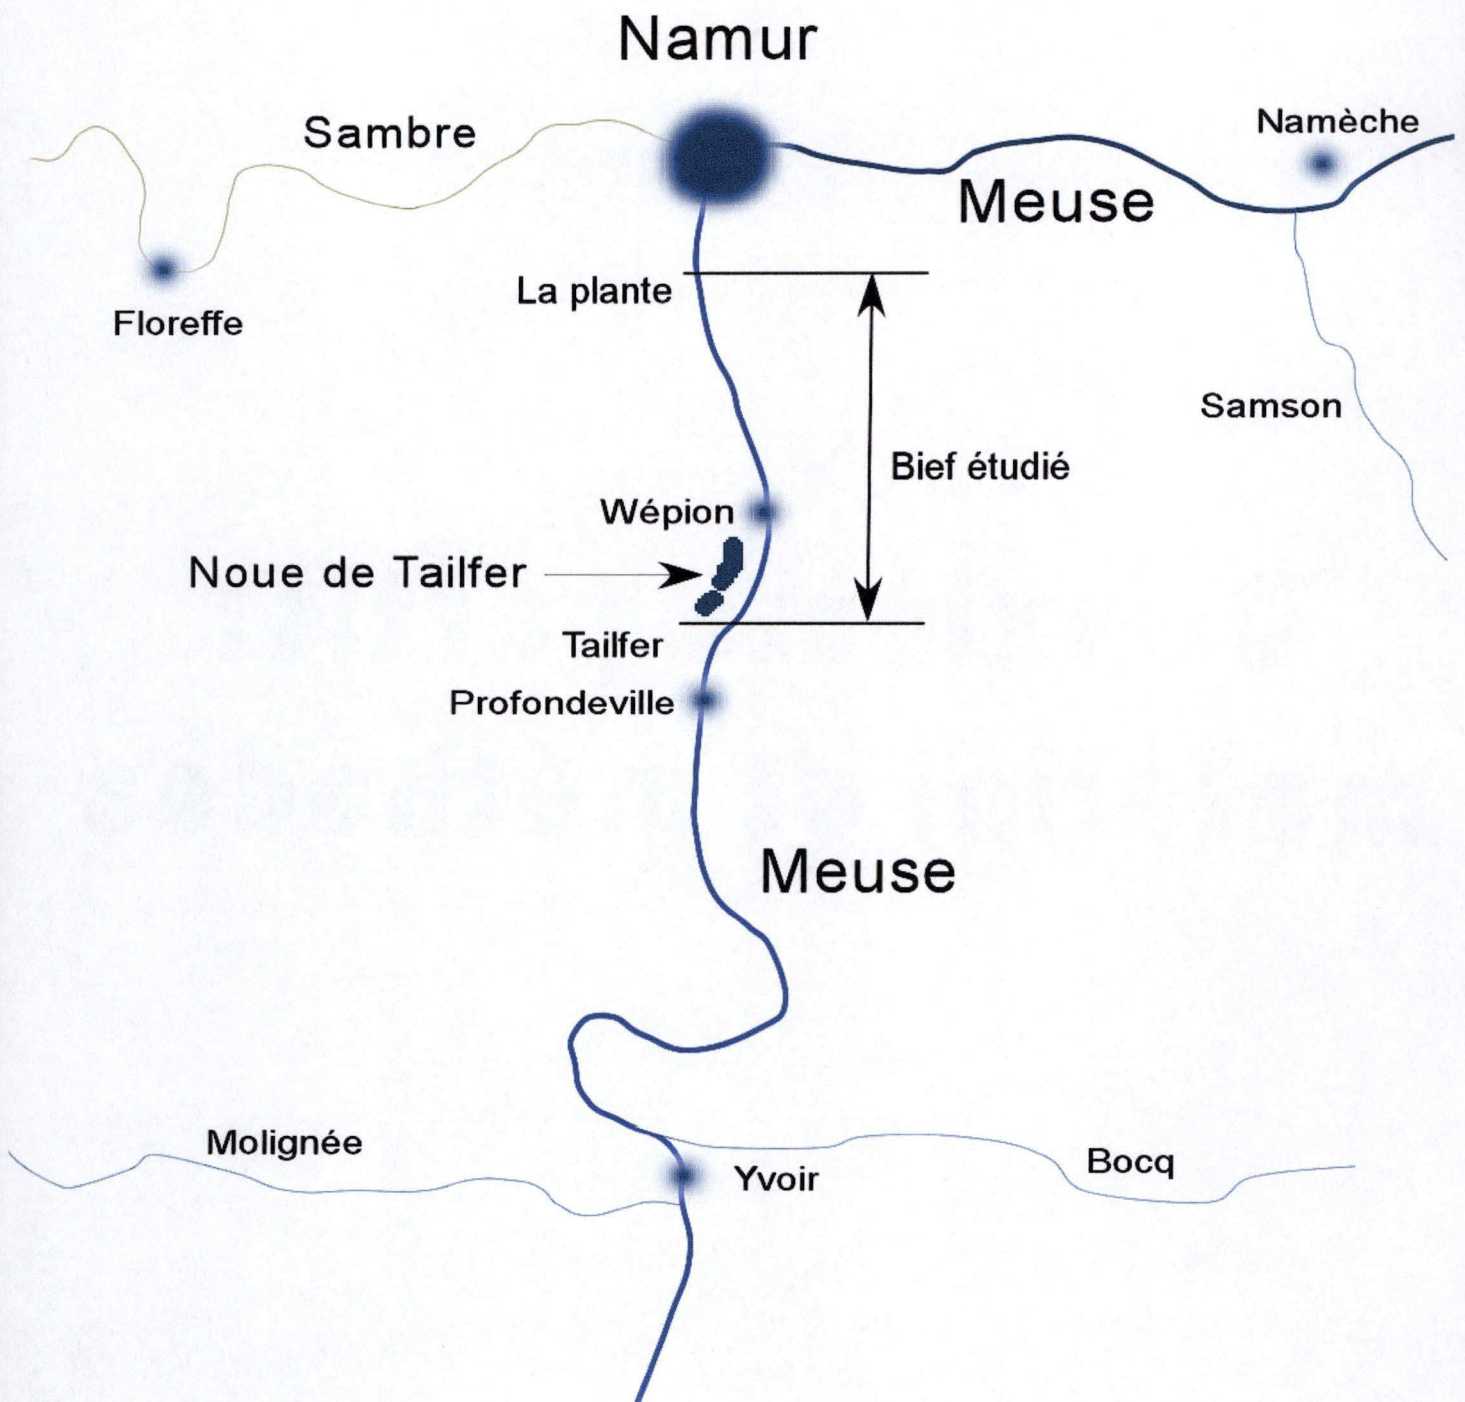 Namur
Sambre
Namèche
Meuse
La plante
Floreffe
Samson
Bief étudié
Wépion
Noue de Tailfer
Tailfer
Profondeville
Meuse
Molignée
Bocq
Yvoir